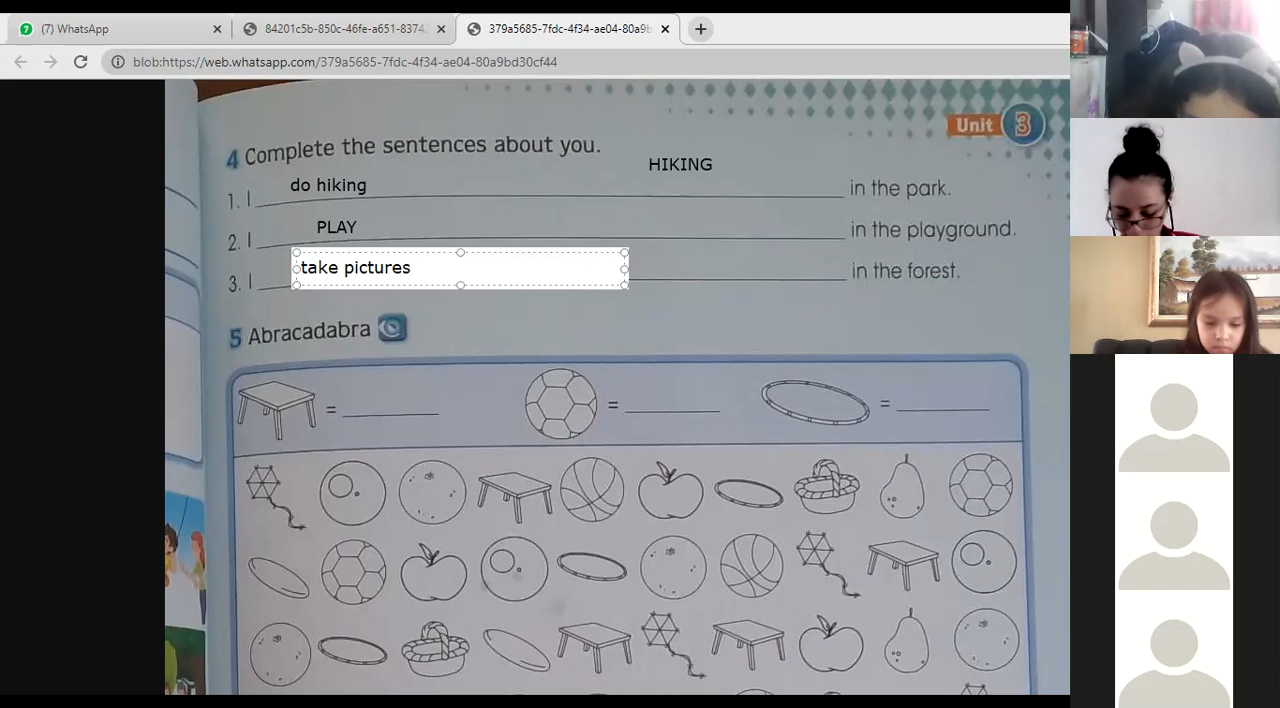 (7) WhatsApp
84201c5b-850c-46fe-a651-8374
379a5685-7fdc-4f34-ae04-80a9b
blob:https://web.whatsapp.com/379a5685-7fdc-4f34-ae04-80a9bd30cf44
Unit 3
4 Complete the sentences about you.
HIKING
1. I do hiking in the park.
2. I PLAY in the playground.
3. I take pictures in the forest.
5 Abracadabra
=
=
=